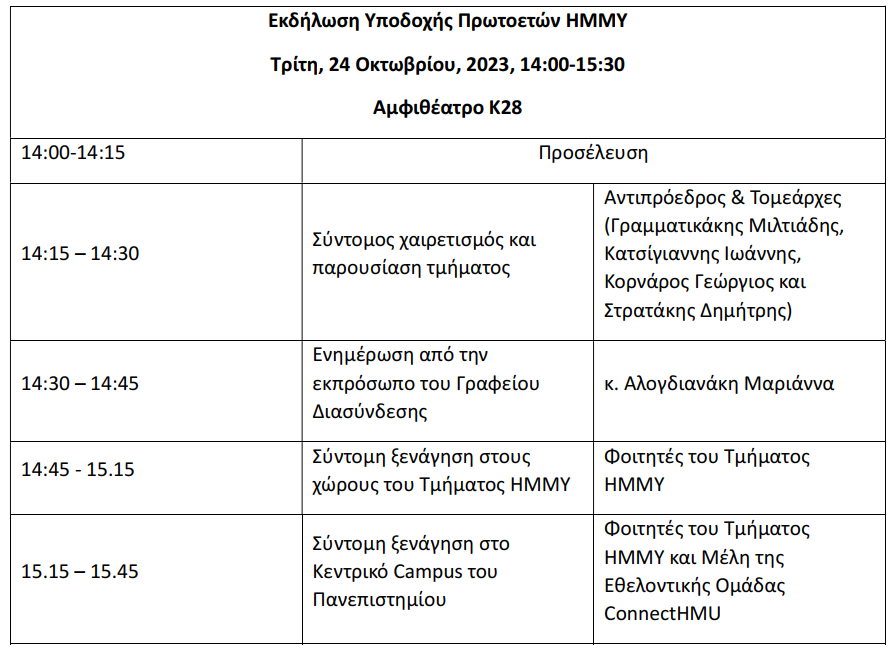 Εκδήλωση Υποδοχής Πρωτοετών ΗΜΜΥ
Τρίτη, 24 Οκτωβρίου, 2023, 14:00-15:30
Αμφιθέατρο Κ28
14:00-14:15
Προσέλευση
14:15 – 14:30
Σύντομος χαιρετισμός και
παρουσίαση τμήματος
Αντιπρόεδρος & Τομεάρχες
(Γραμματικάκης Μιλτιάδης,
Κατσίγιαννης Ιωάννης,
Κορνάρος Γεώργιος και
Στρατάκης Δημήτρης)
14:30 – 14:45
Ενημέρωση από την
εκπρόσωπο του Γραφείου
Διασύνδεσης
κ. Αλογδιανάκη Μαριάννα
14:45 - 15.15
Σύντομη ξενάγηση στους
χώρους του Τμήματος ΗΜΜΥ
Φοιτητές του Τμήματος
ΗΜΜΥ
15.15 – 15.45
Σύντομη ξενάγηση στο
Κεντρικό Campus του
Πανεπιστημίου
Φοιτητές του Τμήματος
ΗΜΜΥ και Μέλη της
Εθελοντικής Ομάδας
ConnectHMU